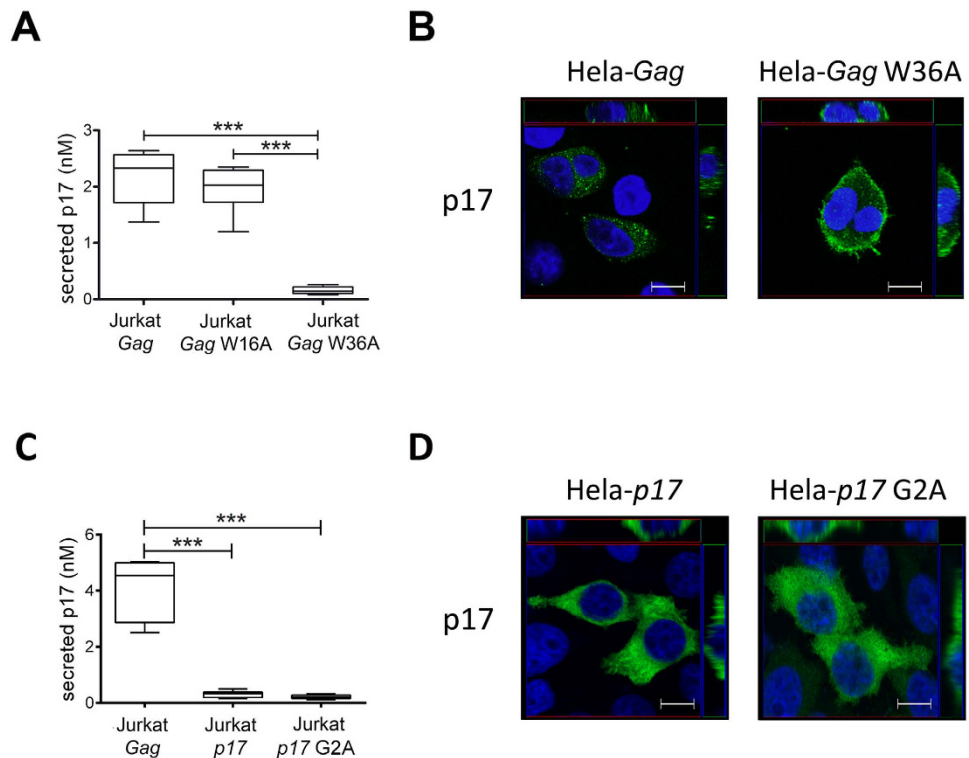 A
secreted p17 (nM)
3
2
1
0
***
***
Jurkat
Gag
Jurkat
Gag W16A
Jurkat
Gag W36A
B
Hela-Gag
Hela-Gag W36A
p17
C
secreted p17 (nM)
6
4
2
0
***
***
Jurkat
Gag
Jurkat
p17
Jurkat
p17 G2A
D
Hela-p17
Hela-p17 G2A
p17